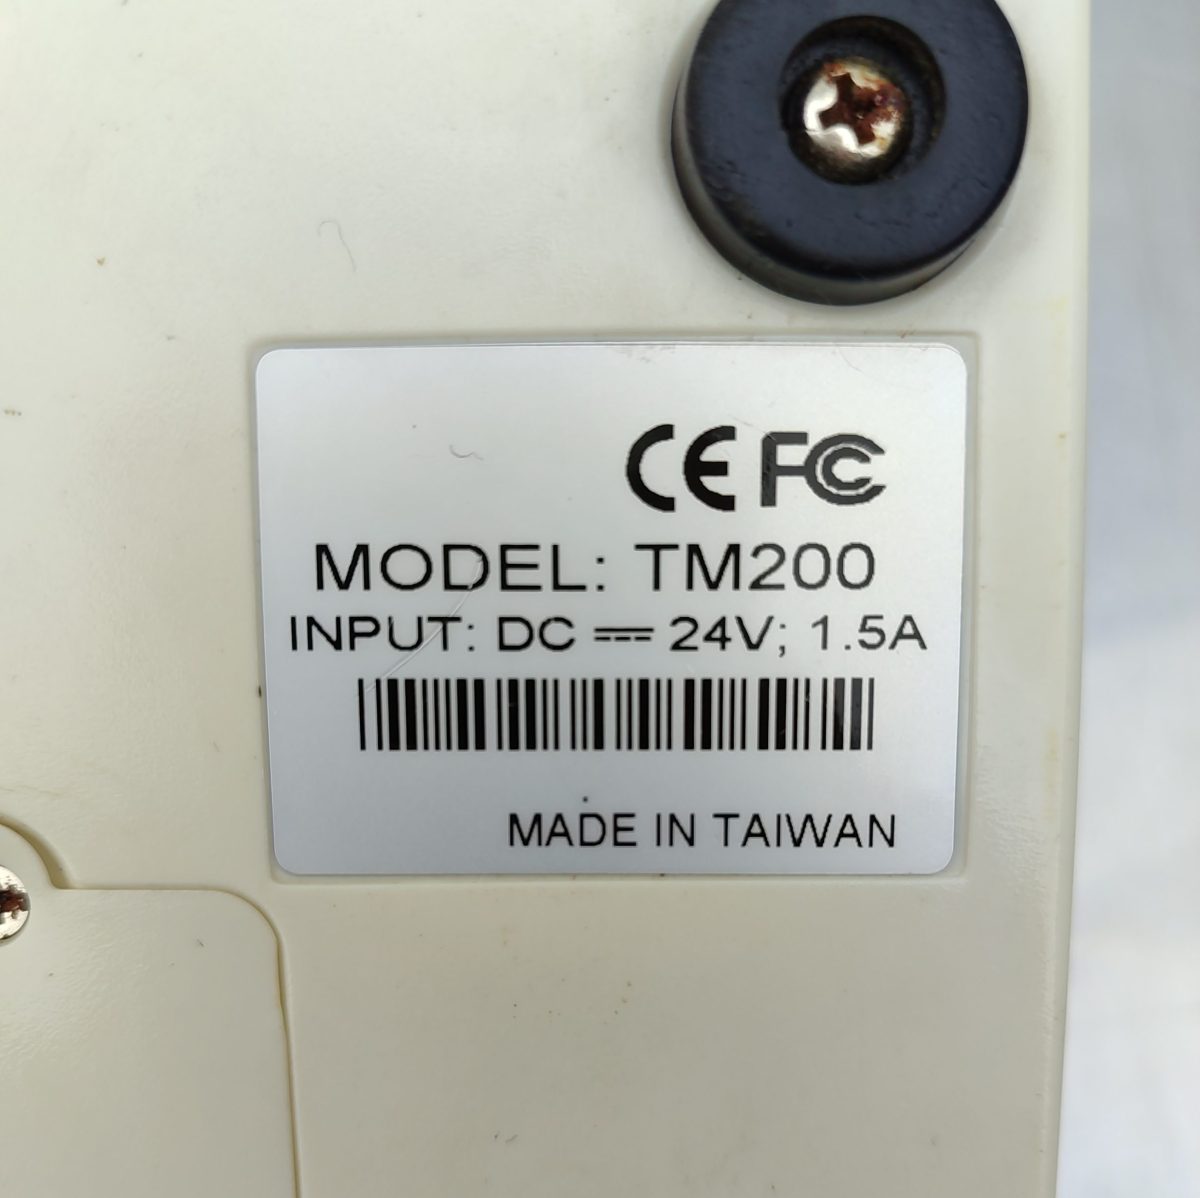 CE FC
MODEL: TM200
INPUT: DC ⎓ 24V; 1.5A
MADE IN TAIWAN